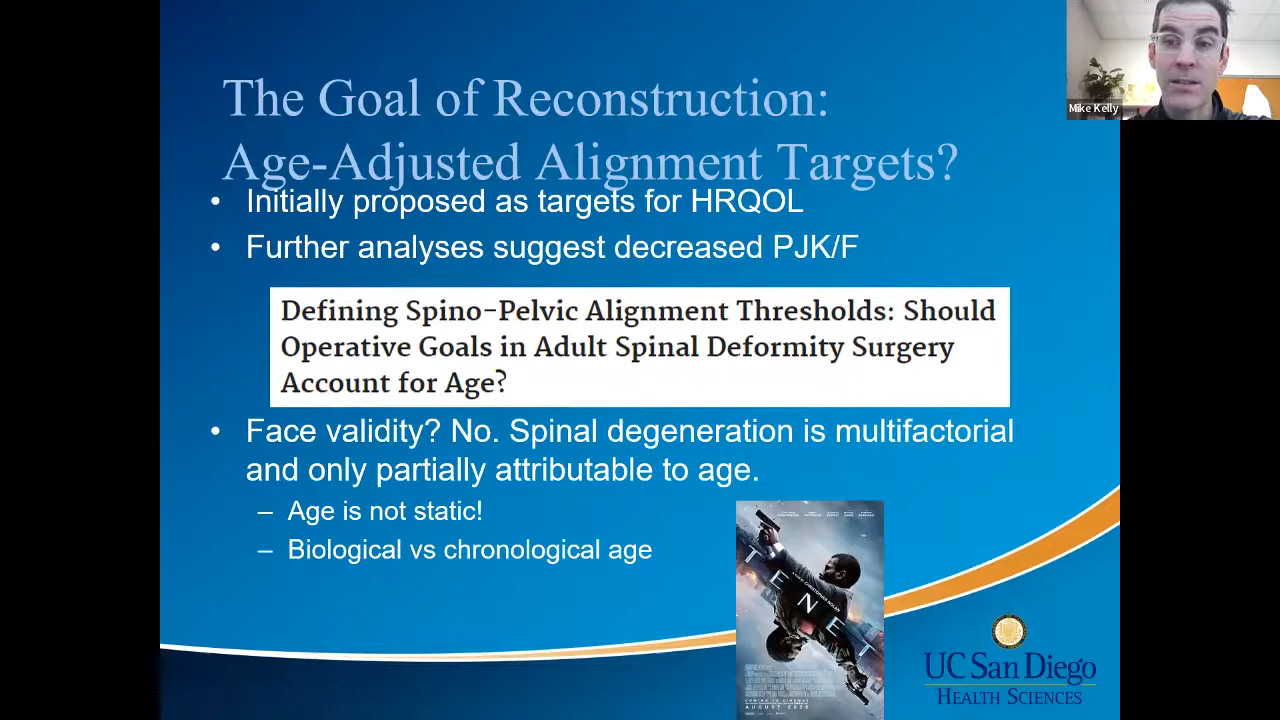 The Goal of Reconstruction:
Age-Adjusted Alignment Targets?
• Initially proposed as targets for HRQOL
• Further analyses suggest decreased PJK/F
Defining Spino-Pelvic Alignment Thresholds: Should
Operative Goals in Adult Spinal Deformity Surgery
Account for Age?
• Face validity? No. Spinal degeneration is multifactorial
and only partially attributable to age.
– Age is not static!
– Biological vs chronological age
TENET
AUGUST 2020
UC San Diego
HEALTH SCIENCES
Mike Kelly